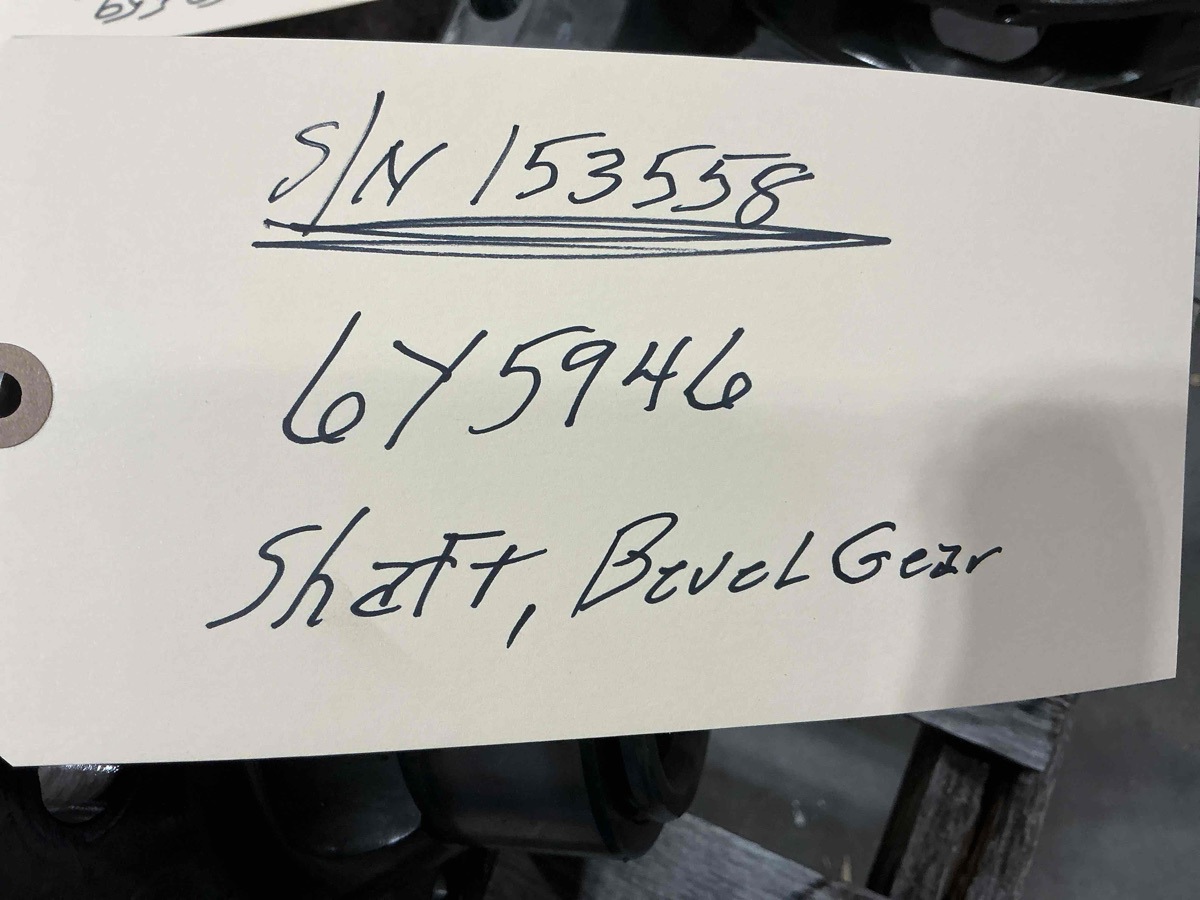 S/N 153558
6Y5946
Shaft, Bevel Gear